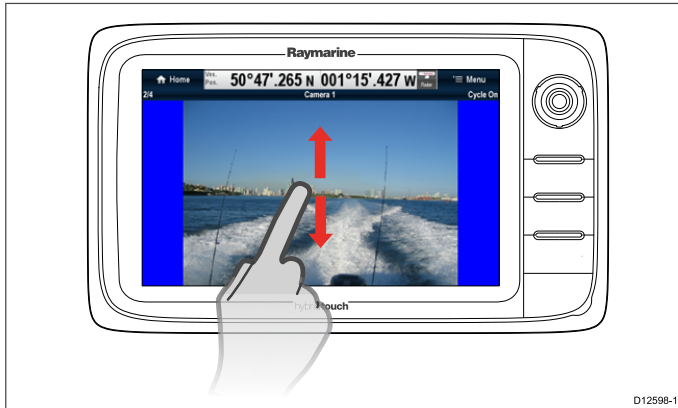 Raymarine
Home Ves. Pos. 50°47'.265 N 001°15'.427 W Radar Menu
2/4 Camera 1 Cycle On
hybridtouch
D12598-1